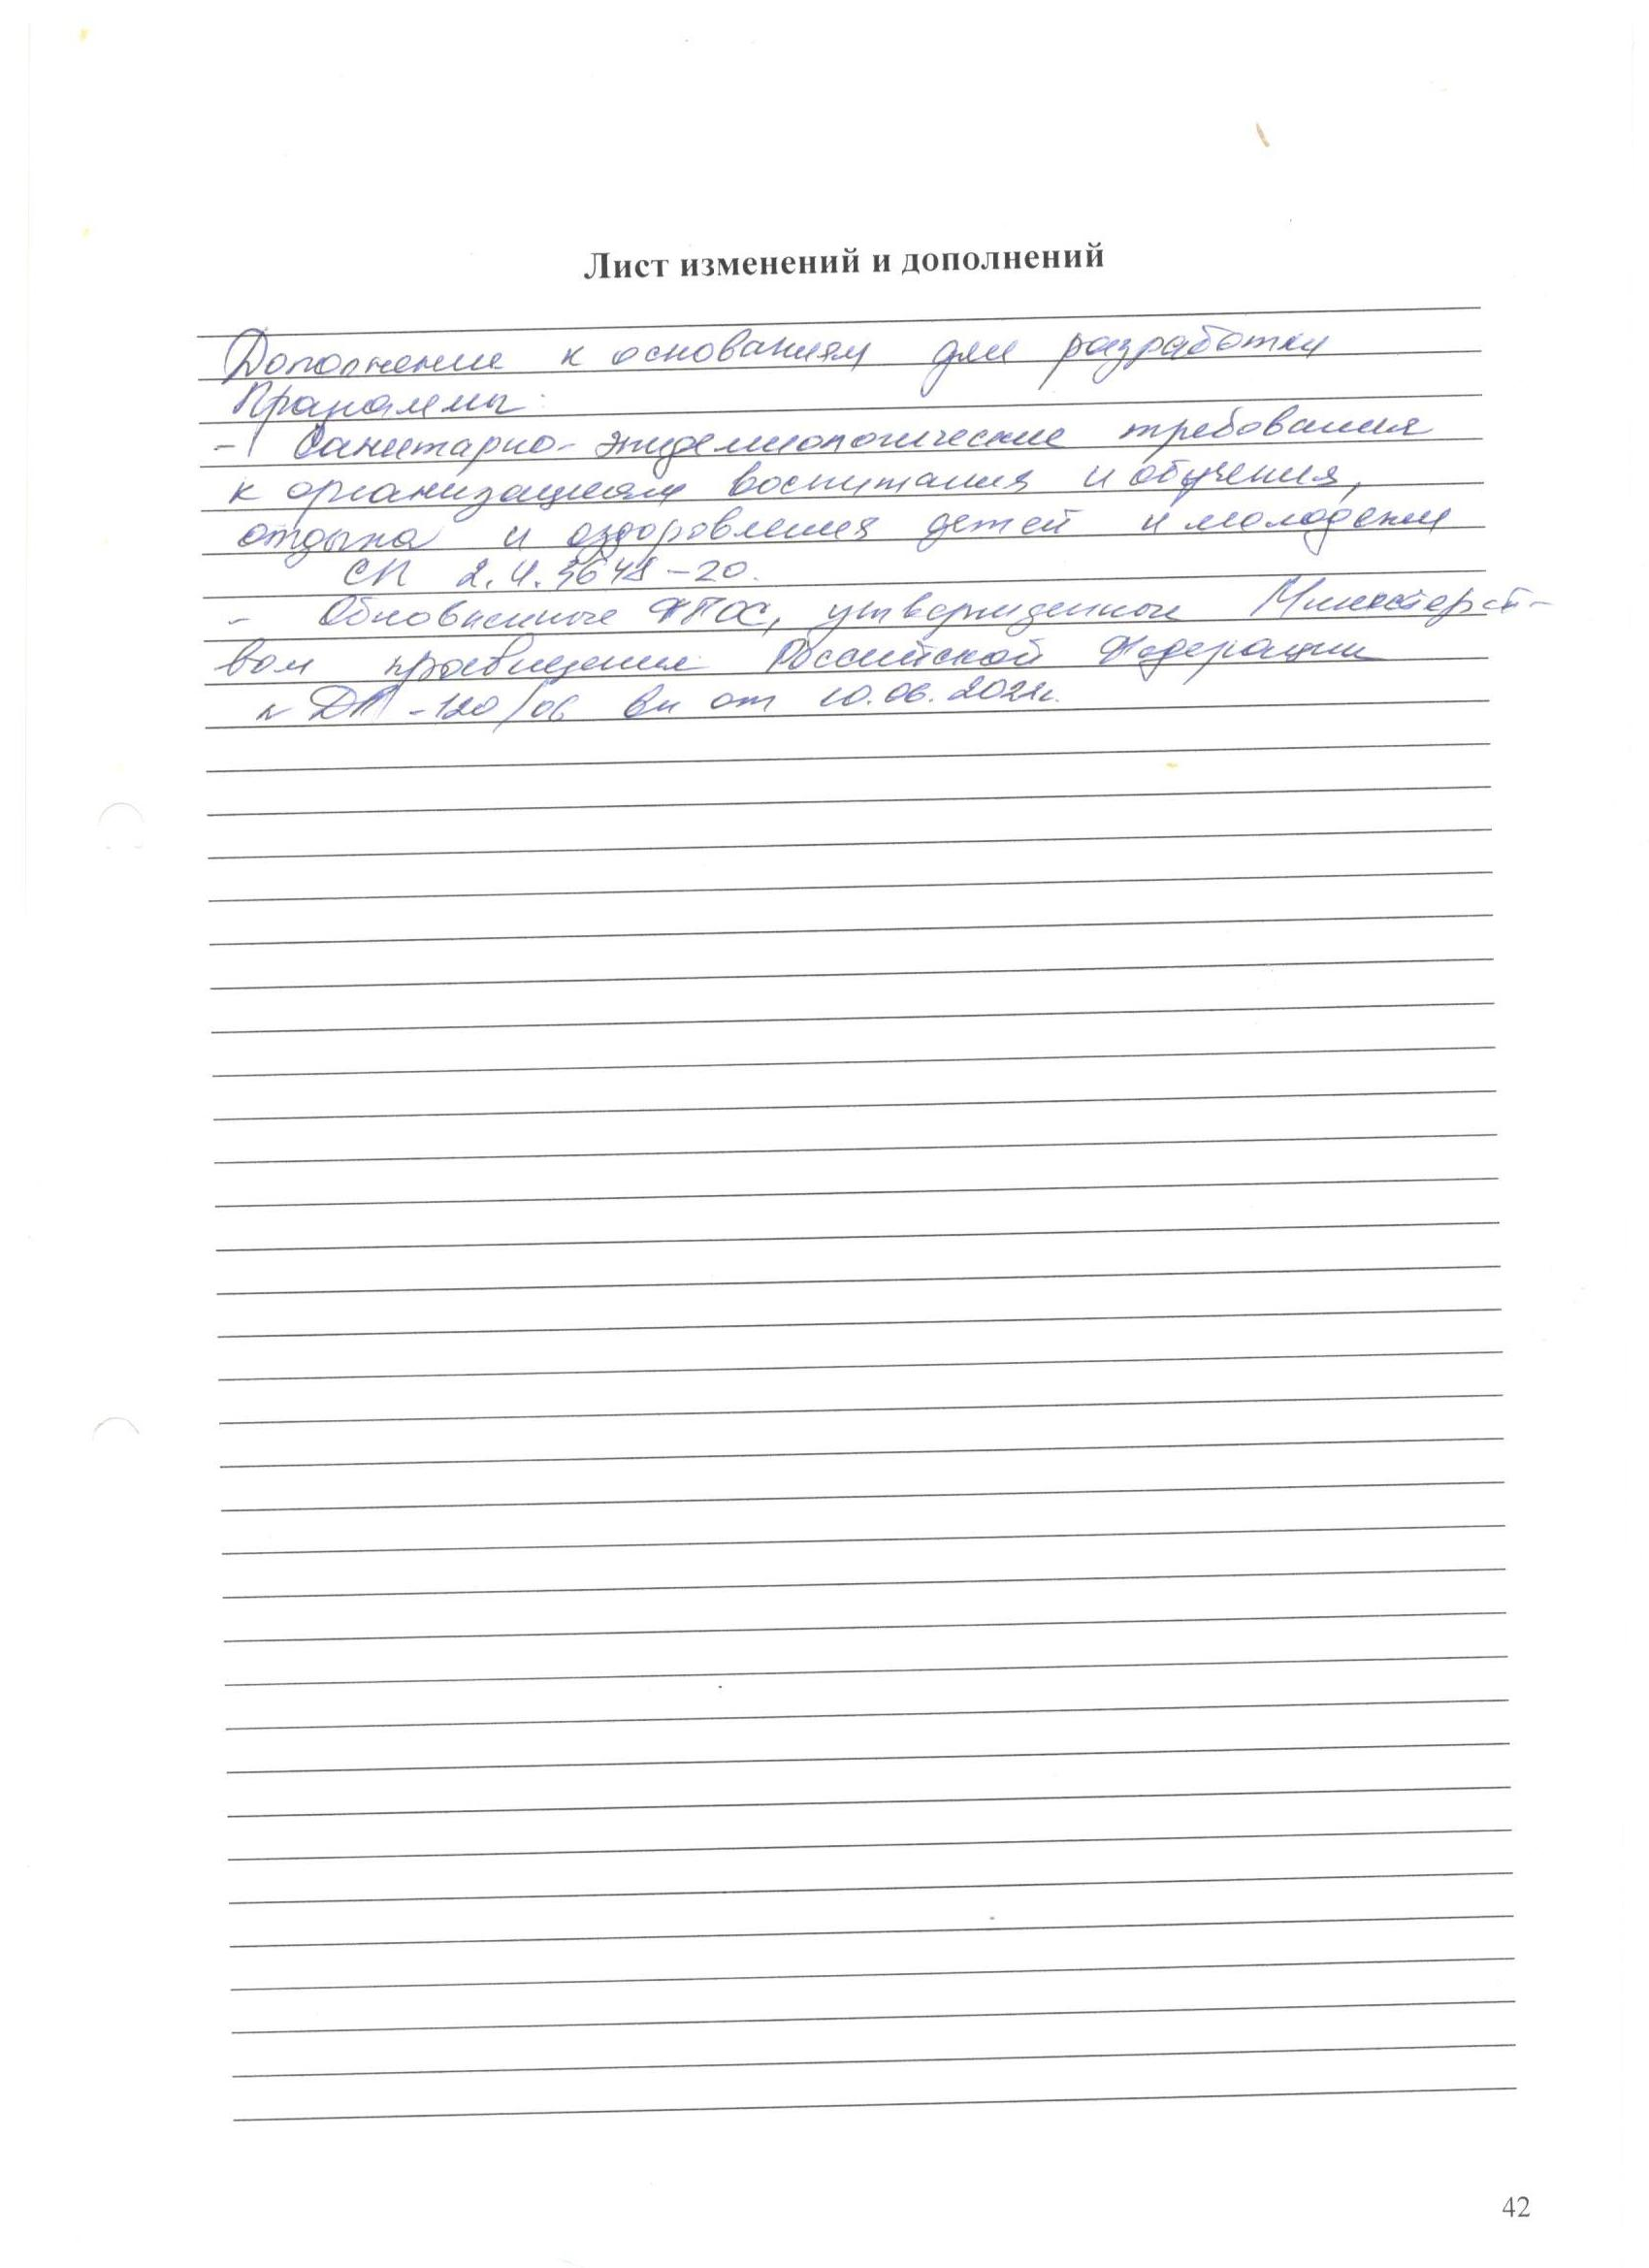 Лист изменений и дополнений
Дополнение к основаниям для разработки
Программы:
- Санитарно-эпидемиологические требования
к организациям воспитания и обучения,
отдыха и оздоровления детей и молодежи
СП 2.4.3648-20.
- Обновленные ФГОС, утвержденные Министерст-
вом просвещения Российской Федерации
№ ДГ-120/06 вн от 10.06.2021г.
42